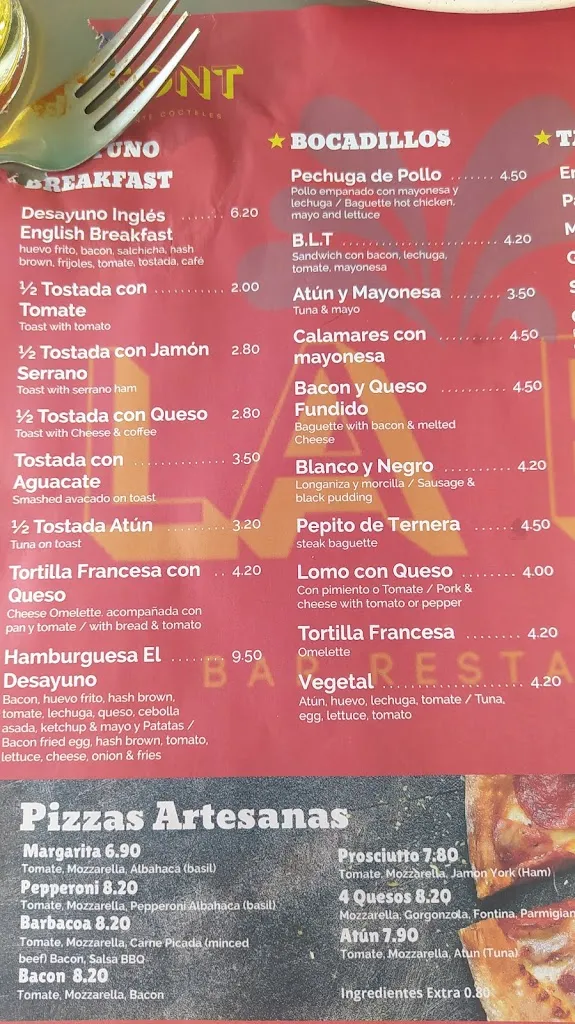 ONT
COCTELES
UNO
BREAKFAST
Desayuno Inglés ...... 6.20
English Breakfast
huevo frito, bacon, salchicha, hash
brown, frijoles, tomate, tostada, café
½ Tostada con ........... 2.00
Tomate
Toast with tomato
½ Tostada con Jamón 2.80
Serrano
Toast with serrano ham
½ Tostada con Queso 2.80
Toast with Cheese & coffee
Tostada con ............... 3.50
Aguacate
Smashed avacado on toast
½ Tostada Atún .......... 3.20
Tuna on toast
Tortilla Francesa con .. 4.20
Queso
Cheese Omelette, acompañada con
pan y tomate / with bread & tomato
Hamburguesa El ........ 9.50
Desayuno
Bacon, huevo frito, hash brown,
tomate, lechuga, queso, cebolla
asada, ketchup & mayo y Patatas /
Bacon fried egg, hash brown, tomato,
lettuce, cheese, onion & fries
★ BOCADILLOS
Pechuga de Pollo ....... 4.50
Pollo empanado con mayonesa y
lechuga / Baguette hot chicken,
mayo and lettuce
B.L.T ........................... 4.20
Sandwich con bacon, lechuga,
tomate, mayonesa
Atún y Mayonesa ........ 3.50
Tuna & mayo
Calamares con ............ 4.50
mayonesa
Bacon y Queso ............ 4.50
Fundido
Baguette with bacon & melted
Cheese
Blanco y Negro ........... 4.20
Longaniza y morcilla / Sausage &
black pudding
Pepito de Ternera ...... 4.50
steak baguette
Lomo con Queso ........ 4.00
Con pimiento o Tomate / Pork &
cheese with tomato or pepper
Tortilla Francesa ........ 4.20
Omelette
Vegetal ....................... 4.20
Atún, huevo, lechuga, tomate / Tuna,
egg, lettuce, tomato
★ T
LA
BAR RESTA
Pizzas Artesanas
Margarita 6.90
Tomate, Mozzarella, Albahaca (basil)
Pepperoni 8.20
Tomate, Mozzarella, Pepperoni Albahaca (basil)
Barbacoa 8.20
Tomate, Mozzarella, Carne Picada (minced
beef) Bacon, Salsa BBQ
Bacon 8.20
Tomate, Mozzarella, Bacon
Prosciutto 7.80
Tomate, Mozzarella, Jamon York (Ham)
4 Quesos 8.20
Mozzarella, Gorgonzola, Fontina, Parmigian
Atún 7.90
Tomate, Mozzarella, Atun (Tuna)
Ingredientes Extra 0.80